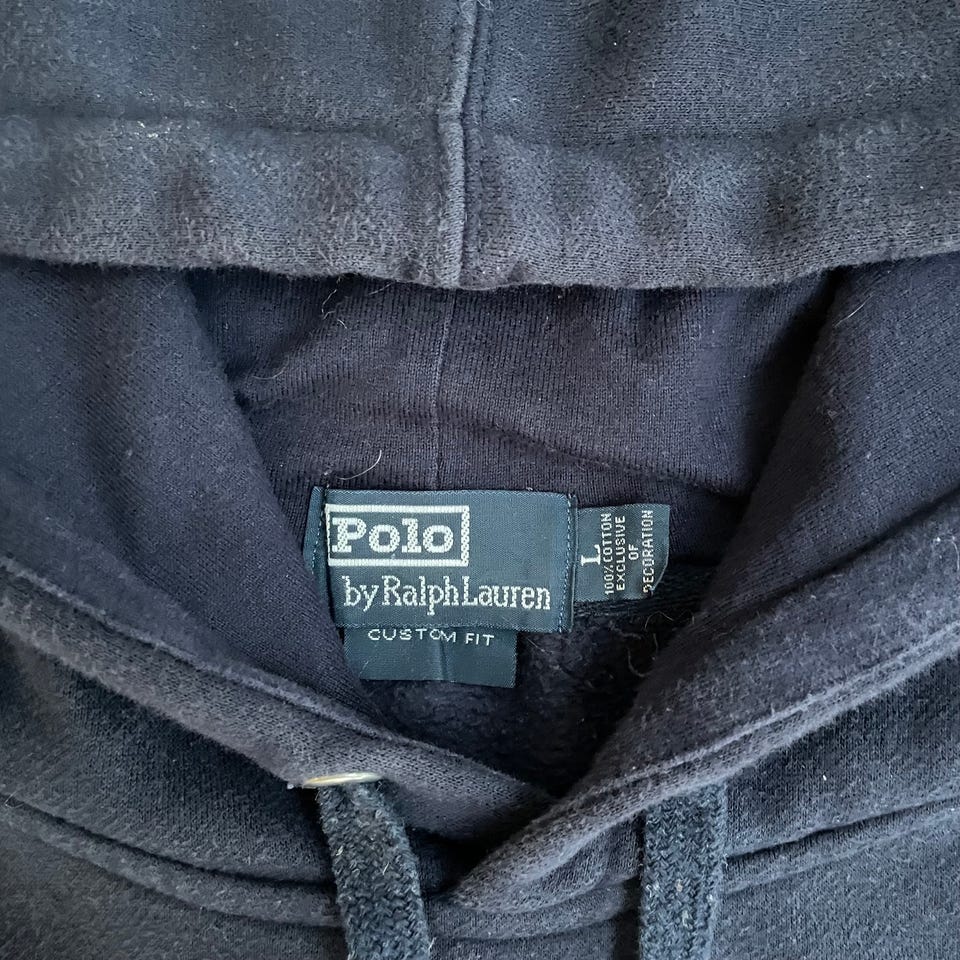 Polo
by Ralph Lauren
CUSTOM FIT
L
100% COTTON
EXCLUSIVE
OF
DECORATION